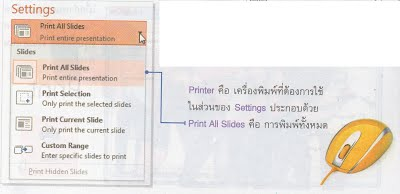 Settings
Print All Slides
Print entire presentation
Slides
Print All Slides
Print entire presentation
Print Selection
Only print the selected slides
Print Current Slide
Only print the current slide
Custom Range
Enter specific slides to print
Print Hidden Slides
Printer คือ เครื่องพิมพ์ที่ต้องการใช้
ในส่วนของ Settings ประกอบด้วย
Print All Slides คือ การพิมพ์ทั้งหมด